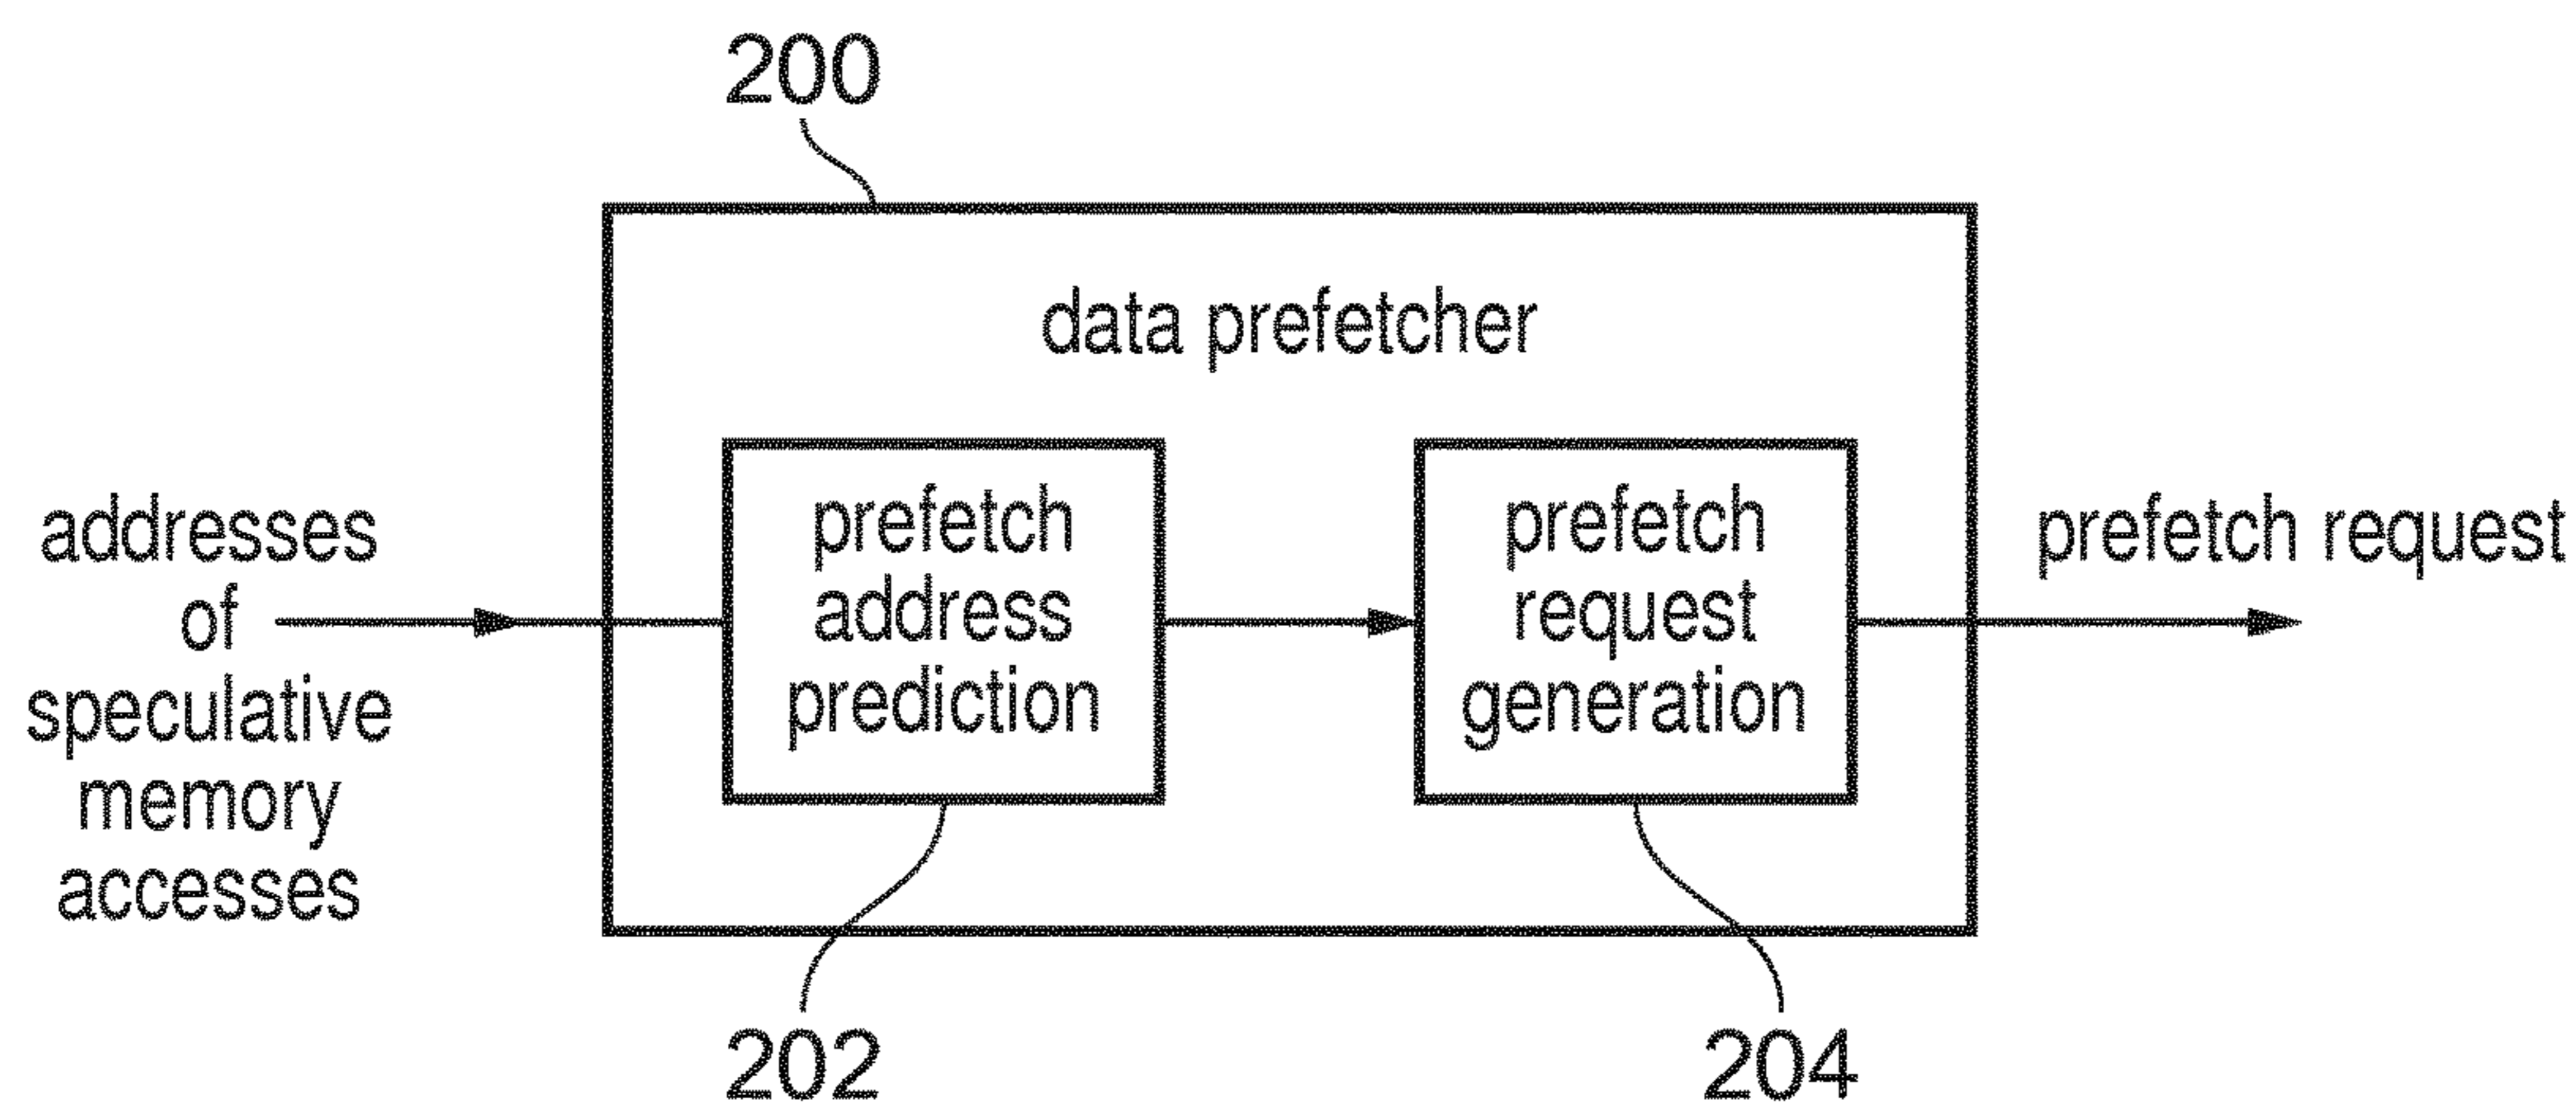 200
data prefetcher
addresses
of
speculative
memory
accesses
prefetch
address
prediction
prefetch
request
generation
prefetch request
202
204